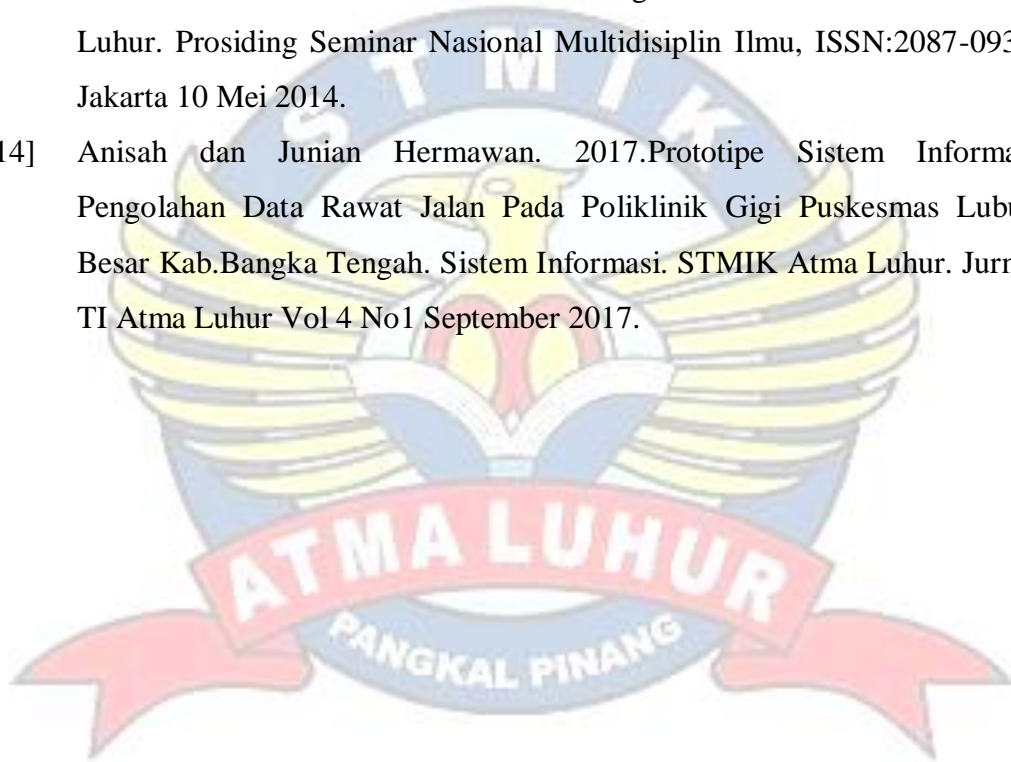 Luhur. Prosiding Seminar Nasional Multidisiplin Ilmu, ISSN:2087-093
Jakarta 10 Mei 2014.
14] Anisah dan Junian Hermawan. 2017.Prototipe Sistem Informa
Pengolahan Data Rawat Jalan Pada Poliklinik Gigi Puskesmas Lubu
Besar Kab.Bangka Tengah. Sistem Informasi. STMIK Atma Luhur. Jurn
TI Atma Luhur Vol 4 No1 September 2017.
STMIK
ATMA LUHUR
PANGKAL PINANG